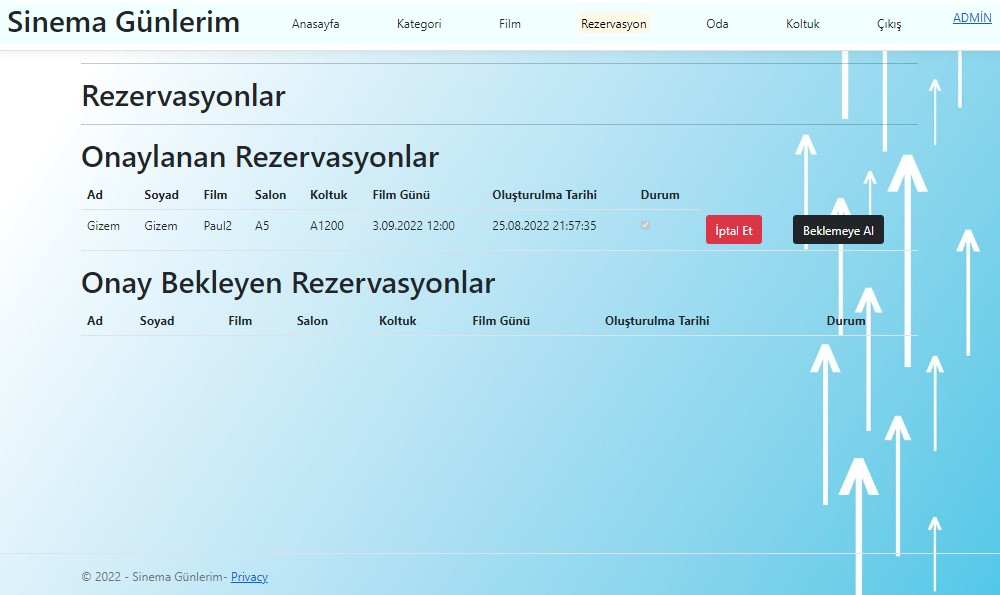 Sinema Günlerim Anasayfa Kategori Film Rezervasyon Oda Koltuk Çıkış ADMİN
Rezervasyonlar
Onaylanan Rezervasyonlar
Ad Soyad Film Salon Koltuk Film Günü Oluşturulma Tarihi Durum
Gizem Gizem Paul2 A5 A1200 3.09.2022 12:00 25.08.2022 21:57:35 İptal Et Beklemeye Al
Onay Bekleyen Rezervasyonlar
Ad Soyad Film Salon Koltuk Film Günü Oluşturulma Tarihi Durum
© 2022 - Sinema Günlerim- Privacy